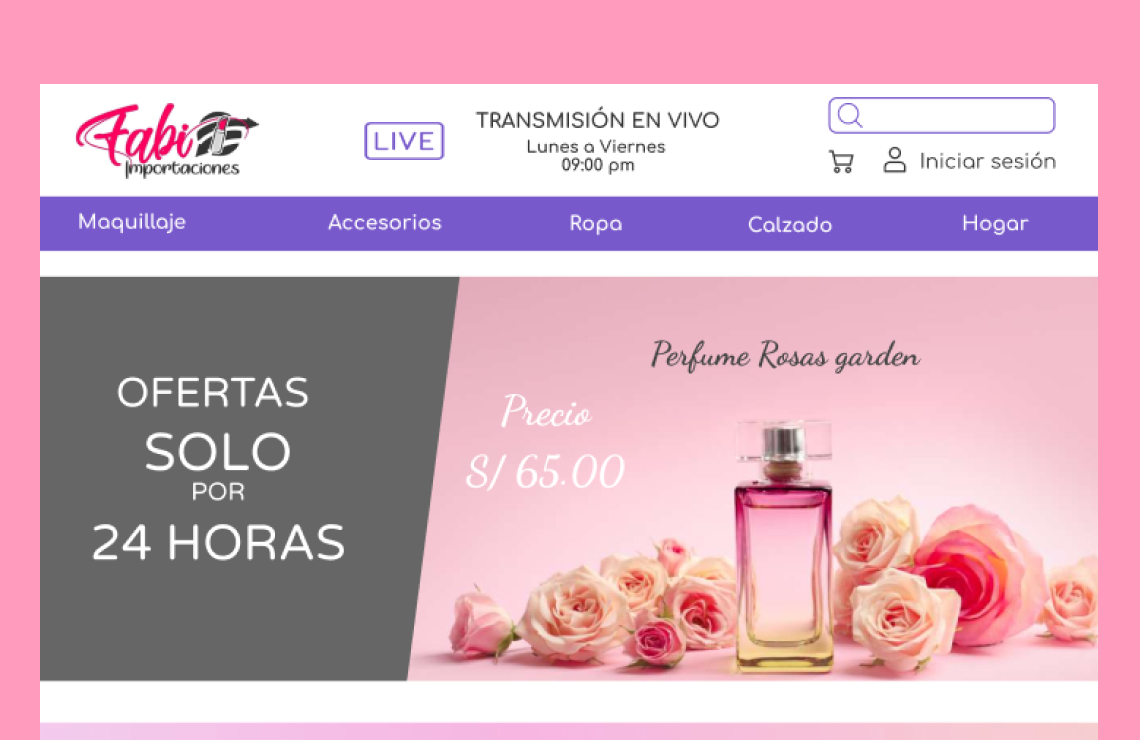 Fabi
Importaciones
LIVE
TRANSMISIÓN EN VIVO
Lunes a Viernes
09:00 pm
Iniciar sesión
Maquillaje
Accesorios
Ropa
Calzado
Hogar
OFERTAS
SOLO
POR
24 HORAS
Perfume Rosas garden
Precio
S/ 65.00